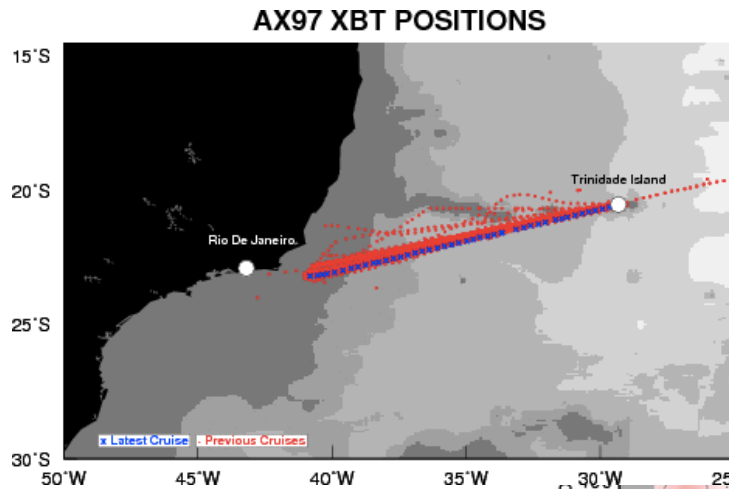 AX97 XBT POSITIONS
15°S
20°S
25°S
30°S
Trinidade Island
Rio De Janeiro.
× Latest Cruise · Previous Cruises
50°W 45°W 40°W 35°W 30°W